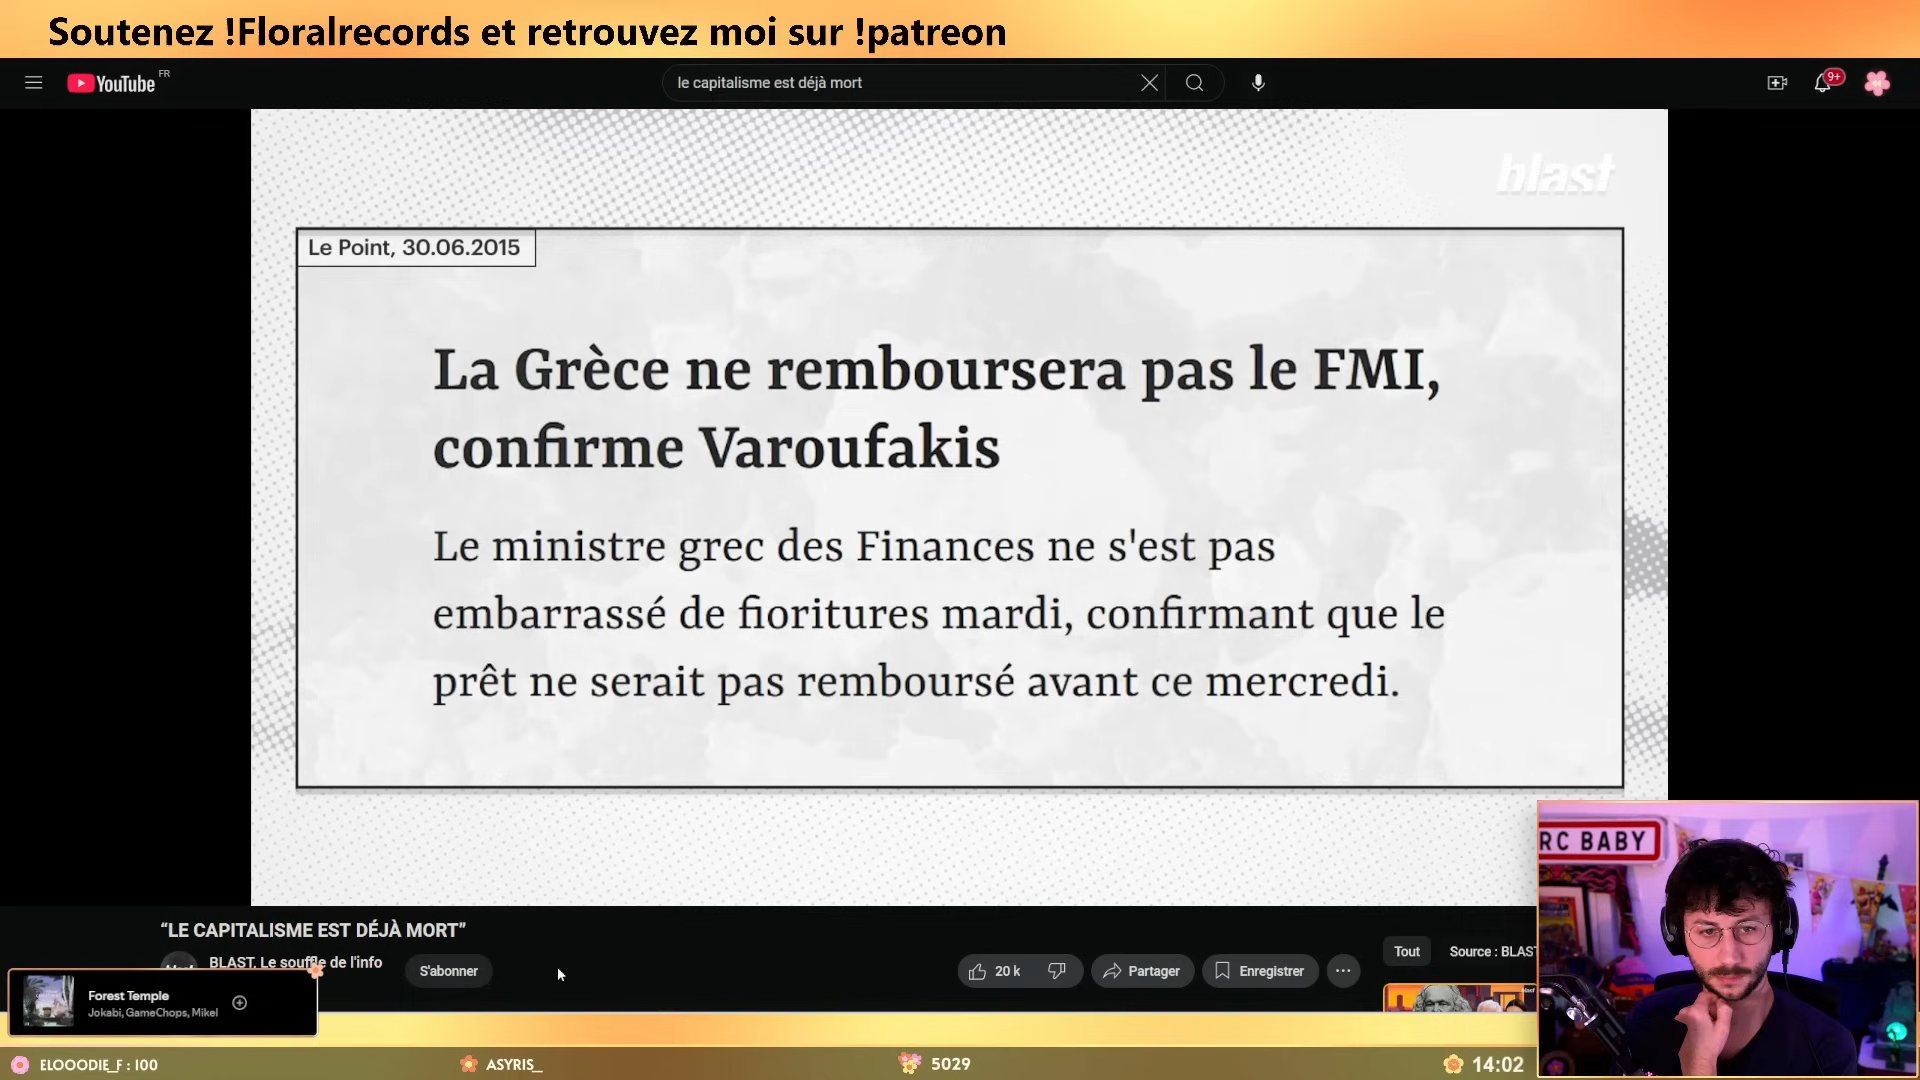 Soutenez !Floralrecords et retrouvez moi sur !patreon
YouTube FR
le capitalisme est déjà mort
9+
blast
Le Point, 30.06.2015
La Grèce ne remboursera pas le FMI,
confirme Varoufakis
Le ministre grec des Finances ne s'est pas
embarrassé de fioritures mardi, confirmant que le
prêt ne serait pas remboursé avant ce mercredi.
RC BABY
“LE CAPITALISME EST DÉJÀ MORT”
BLAST, Le souffle de l'info
S'abonner
20 k
Partager
Enregistrer
Tout
Source : BLAS
Forest Temple
Jokabi, GameChops, Mikel
ELOOODIE_F : 100
ASYRIS_
5029
14:02